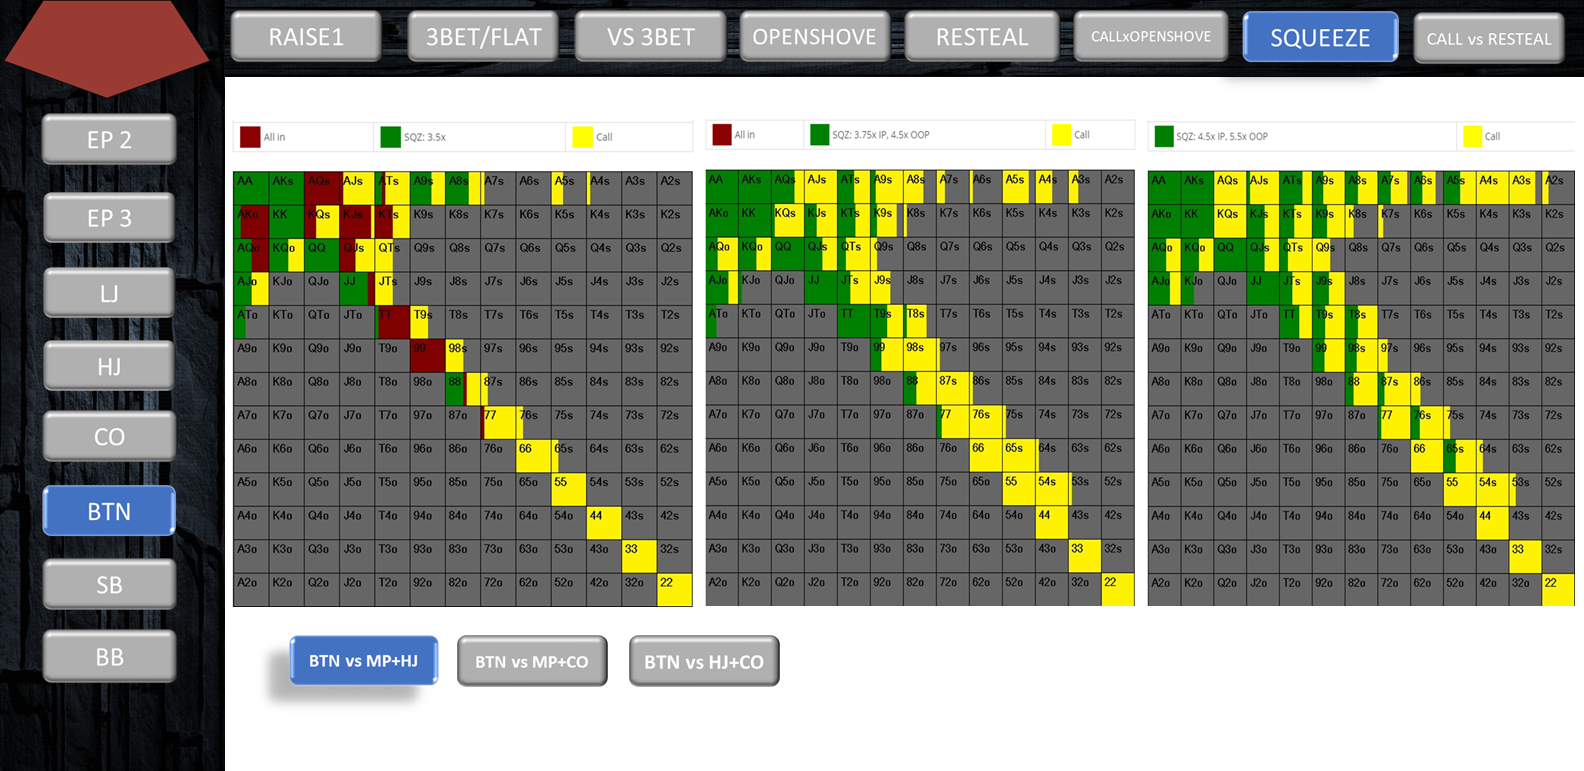 RAISE1 3BET/FLAT VS 3BET OPENSHOVE RESTEAL CALLxOPENSHOVE SQUEEZE CALL vs RESTEAL
EP 2
EP 3
LJ
HJ
CO
BTN
SB
BB
All in SQZ: 3.5x Call
AA AKs AQs AJs ATs A9s A8s A7s A6s A5s A4s A3s A2s
AKo KK KQs KJs KTs K9s K8s K7s K6s K5s K4s K3s K2s
AQo KQo QQ QJs QTs Q9s Q8s Q7s Q6s Q5s Q4s Q3s Q2s
AJo KJo QJo JJ JTs J9s J8s J7s J6s J5s J4s J3s J2s
ATo KTo QTo JTo TT T9s T8s T7s T6s T5s T4s T3s T2s
A9o K9o Q9o J9o T9o 99 98s 97s 96s 95s 94s 93s 92s
A8o K8o Q8o J8o T8o 98o 88 87s 86s 85s 84s 83s 82s
A7o K7o Q7o J7o T7o 97o 87o 77 76s 75s 74s 73s 72s
A6o K6o Q6o J6o T6o 96o 86o 76o 66 65s 64s 63s 62s
A5o K5o Q5o J5o T5o 95o 85o 75o 65o 55 54s 53s 52s
A4o K4o Q4o J4o T4o 94o 84o 74o 64o 54o 44 43s 42s
A3o K3o Q3o J3o T3o 93o 83o 73o 63o 53o 43o 33 32s
A2o K2o Q2o J2o T2o 92o 82o 72o 62o 52o 42o 32o 22
All in SQZ: 3.75x IP, 4.5x OOP Call
AA AKs AQs AJs ATs A9s A8s A7s A6s A5s A4s A3s A2s
AKo KK KQs KJs KTs K9s K8s K7s K6s K5s K4s K3s K2s
AQo KQo QQ QJs QTs Q9s Q8s Q7s Q6s Q5s Q4s Q3s Q2s
AJo KJo QJo JJ JTs J9s J8s J7s J6s J5s J4s J3s J2s
ATo KTo QTo JTo TT T9s T8s T7s T6s T5s T4s T3s T2s
A9o K9o Q9o J9o T9o 99 98s 97s 96s 95s 94s 93s 92s
A8o K8o Q8o J8o T8o 98o 88 87s 86s 85s 84s 83s 82s
A7o K7o Q7o J7o T7o 97o 87o 77 76s 75s 74s 73s 72s
A6o K6o Q6o J6o T6o 96o 86o 76o 66 65s 64s 63s 62s
A5o K5o Q5o J5o T5o 95o 85o 75o 65o 55 54s 53s 52s
A4o K4o Q4o J4o T4o 94o 84o 74o 64o 54o 44 43s 42s
A3o K3o Q3o J3o T3o 93o 83o 73o 63o 53o 43o 33 32s
A2o K2o Q2o J2o T2o 92o 82o 72o 62o 52o 42o 32o 22
SQZ: 4.5x IP, 5.5x OOP Call
AA AKs AQs AJs ATs A9s A8s A7s A6s A5s A4s A3s A2s
AKo KK KQs KJs KTs K9s K8s K7s K6s K5s K4s K3s K2s
AQo KQo QQ QJs QTs Q9s Q8s Q7s Q6s Q5s Q4s Q3s Q2s
AJo KJo QJo JJ JTs J9s J8s J7s J6s J5s J4s J3s J2s
ATo KTo QTo JTo TT T9s T8s T7s T6s T5s T4s T3s T2s
A9o K9o Q9o J9o T9o 99 98s 97s 96s 95s 94s 93s 92s
A8o K8o Q8o J8o T8o 98o 88 87s 86s 85s 84s 83s 82s
A7o K7o Q7o J7o T7o 97o 87o 77 76s 75s 74s 73s 72s
A6o K6o Q6o J6o T6o 96o 86o 76o 66 65s 64s 63s 62s
A5o K5o Q5o J5o T5o 95o 85o 75o 65o 55 54s 53s 52s
A4o K4o Q4o J4o T4o 94o 84o 74o 64o 54o 44 43s 42s
A3o K3o Q3o J3o T3o 93o 83o 73o 63o 53o 43o 33 32s
A2o K2o Q2o J2o T2o 92o 82o 72o 62o 52o 42o 32o 22
BTN vs MP+HJ BTN vs MP+CO BTN vs HJ+CO